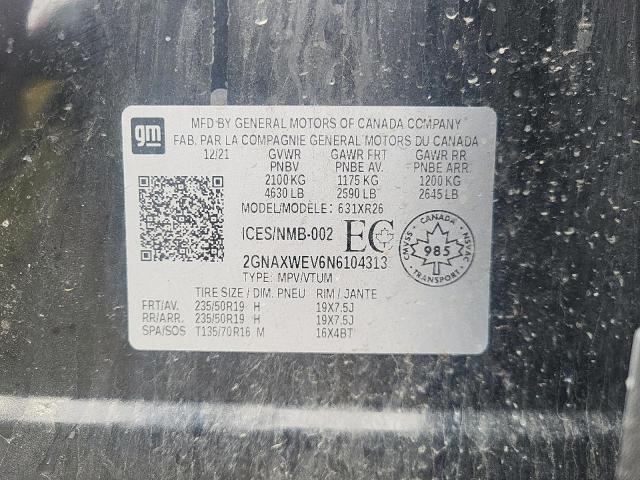 gm
MFD BY GENERAL MOTORS OF CANADA COMPANY
FAB. PAR LA COMPAGNIE GENERAL MOTORS DU CANADA
12/21 GVWR GAWR FRT GAWR RR
PNBV PNBE AV. PNBE ARR.
2100 KG 1175 KG 1200 KG
4630 LB 2590 LB 2645 LB
MODEL/MODÈLE: 631XR26
ICES/NMB-002 EC
CANADA
CMVSS 985 NSVAC
TRANSPORT
2GNAXWEV6N6104313
TYPE: MPV/VTUM
TIRE SIZE / DIM. PNEU RIM / JANTE
FRT/AV. 235/50R19 H 19X7.5J
RR/ARR. 235/50R19 H 19X7.5J
SPA/SOS T135/70R16 M 16X4BT